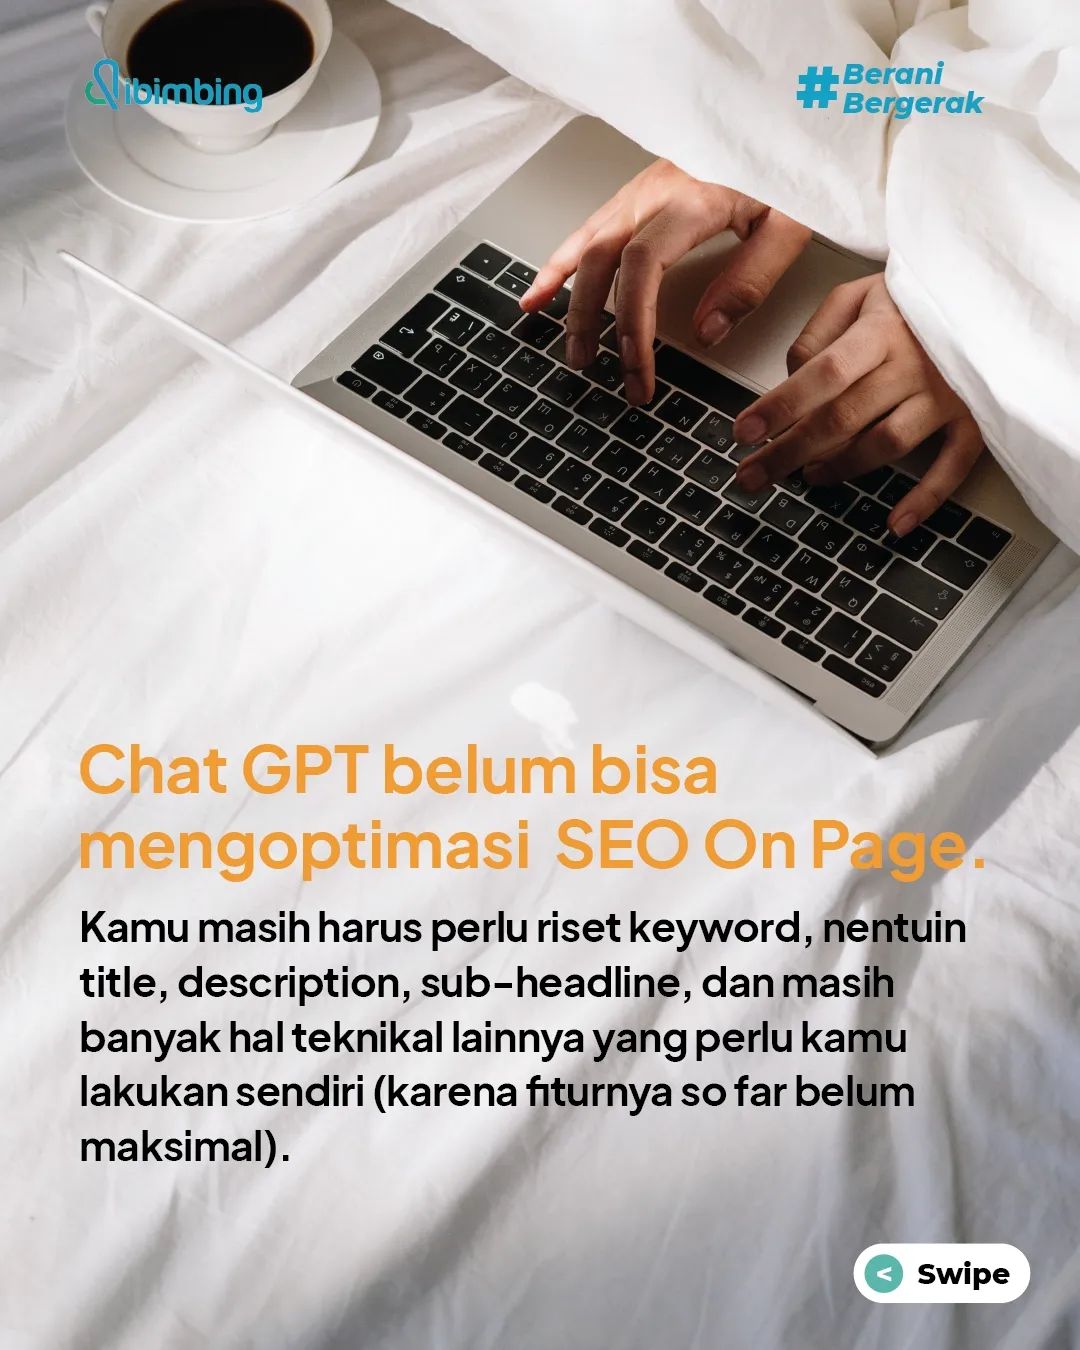 dibimbing
#Berani
Bergerak
Chat GPT belum bisa
mengoptimasi SEO On Page.
Kamu masih harus perlu riset keyword, nentuin
title, description, sub-headline, dan masih
banyak hal teknikal lainnya yang perlu kamu
lakukan sendiri (karena fiturnya so far belum
maksimal).
< Swipe